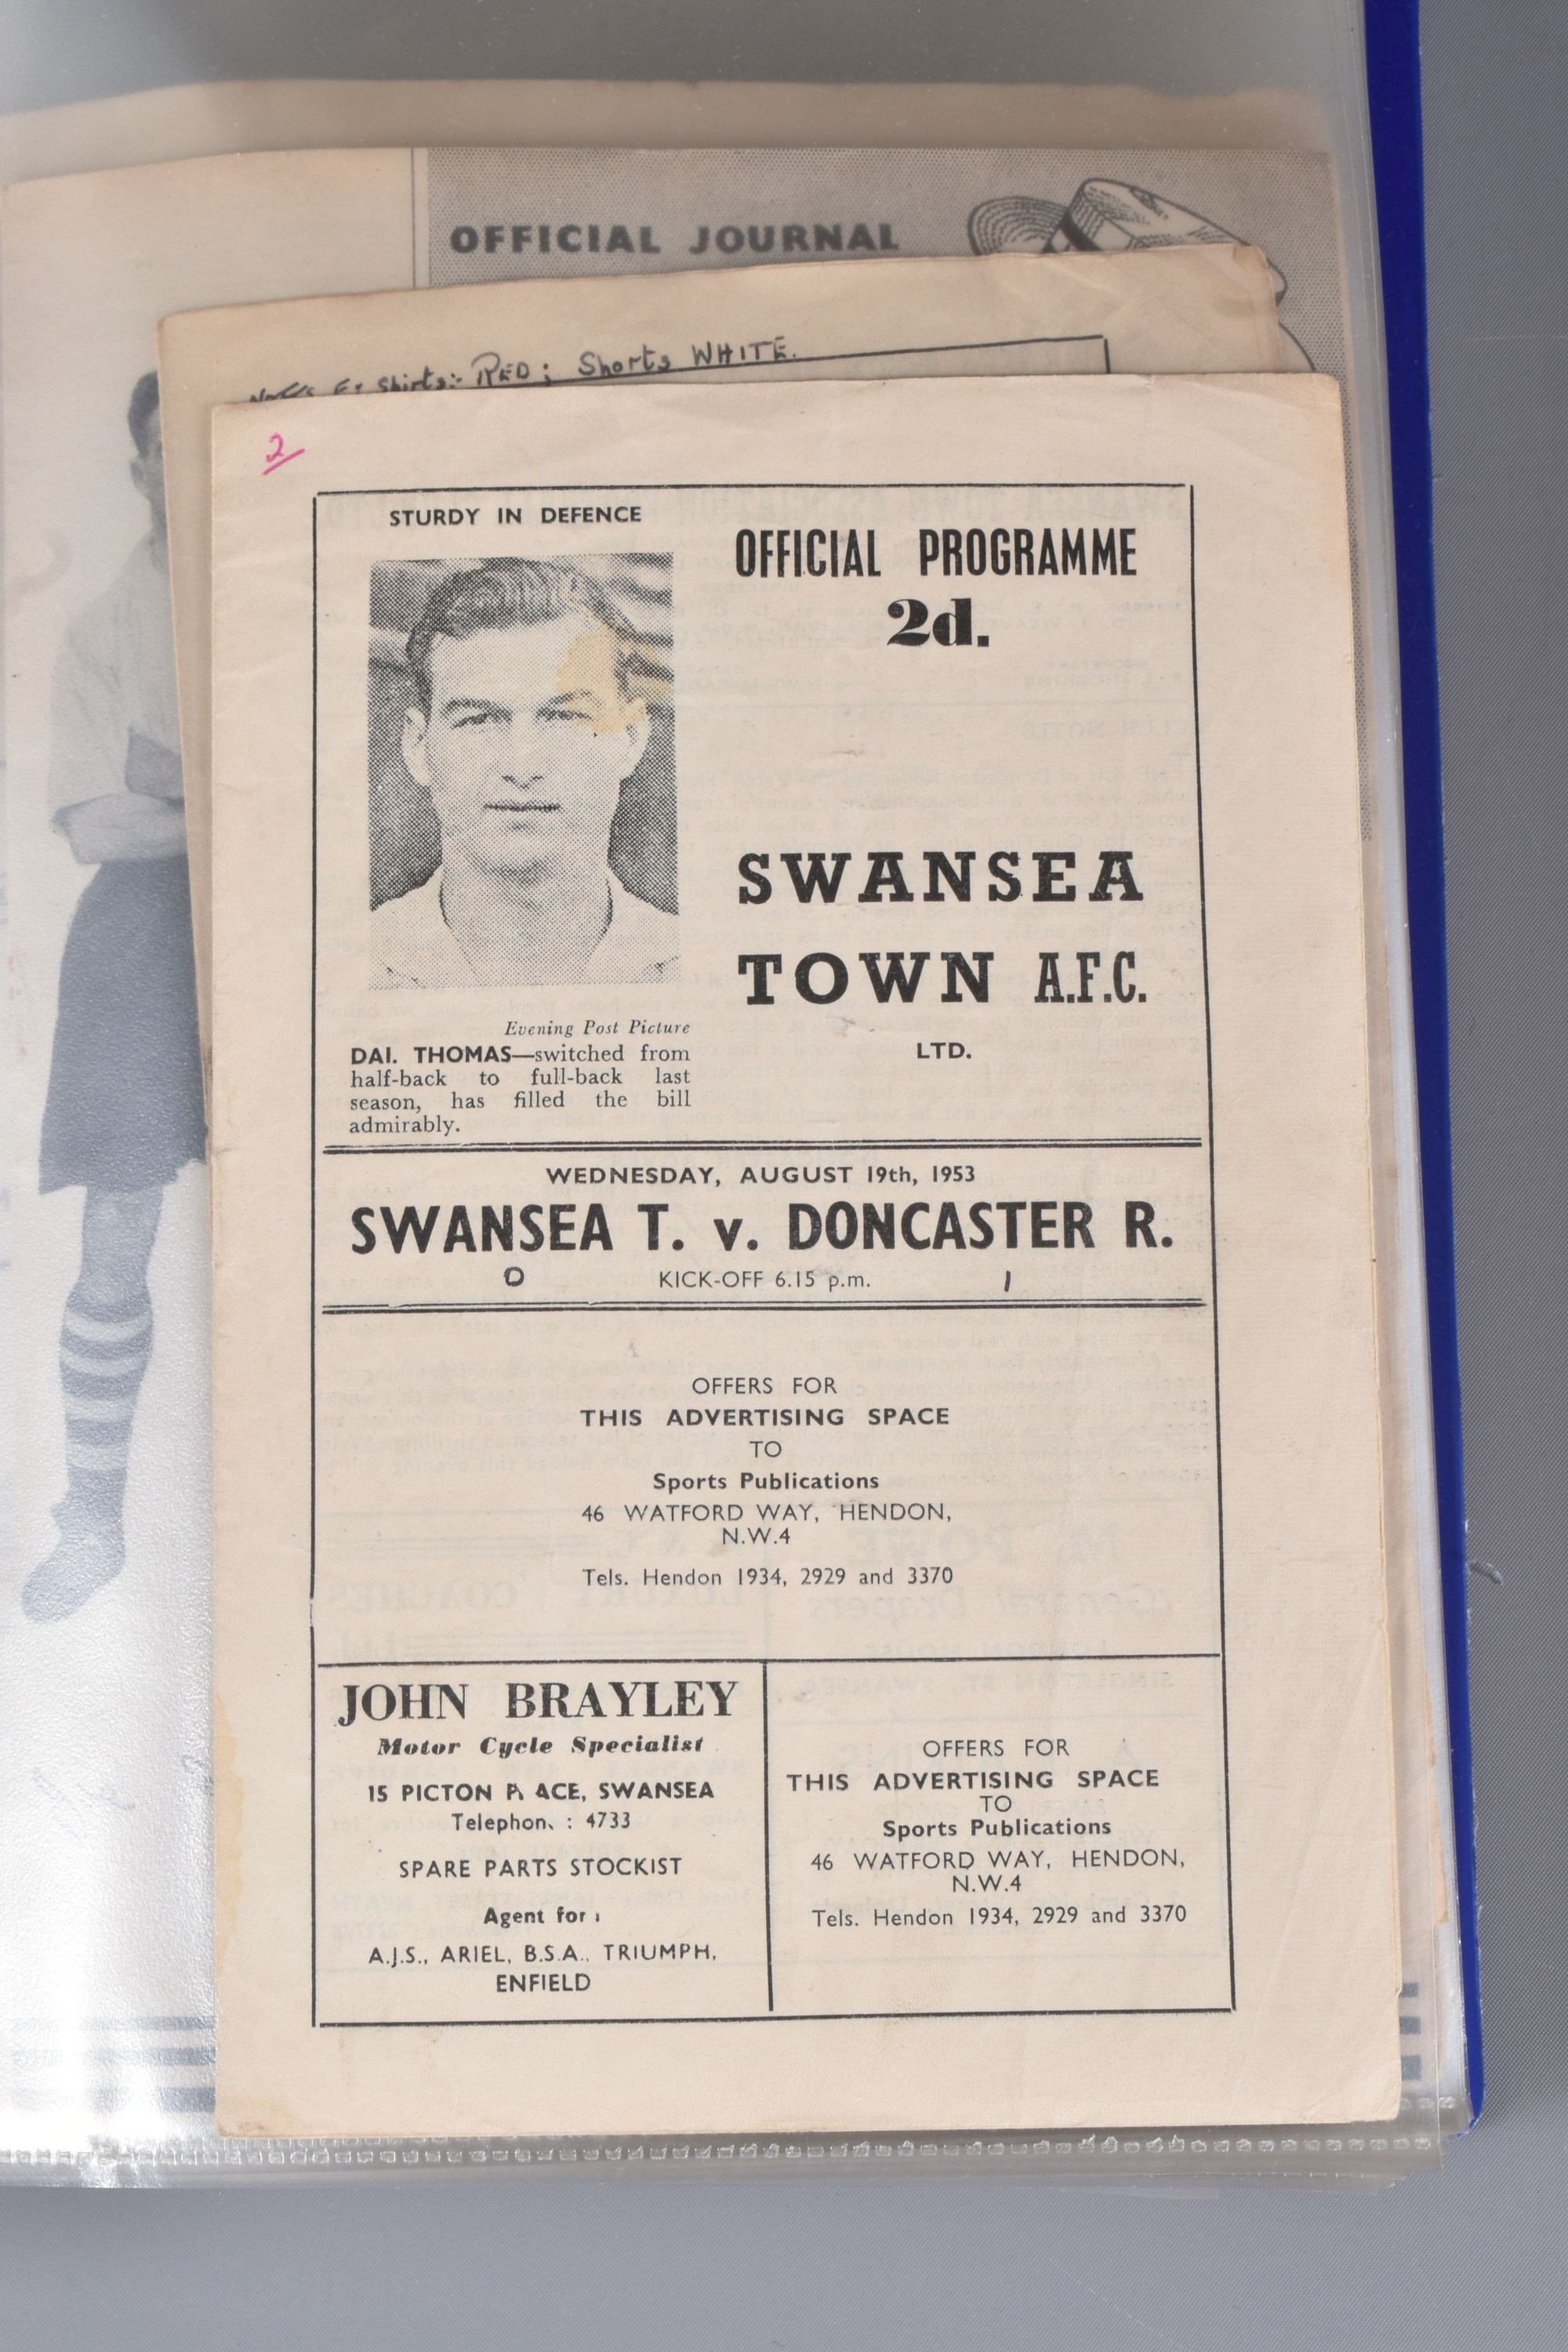 OFFICIAL JOURNAL
Shirts:- RED; Shorts WHITE.
2
STURDY IN DEFENCE
OFFICIAL PROGRAMME
2d.
SWANSEA
TOWN A.F.C.
LTD.
Evening Post Picture
DAI. THOMAS—switched from
half-back to full-back last
season, has filled the bill
admirably.
WEDNESDAY, AUGUST 19th, 1953
SWANSEA T. v. DONCASTER R.
0 KICK-OFF 6.15 p.m. 1
OFFERS FOR
THIS ADVERTISING SPACE
TO
Sports Publications
46 WATFORD WAY, HENDON,
N.W.4
Tels. Hendon 1934, 2929 and 3370
JOHN BRAYLEY
Motor Cycle Specialist
15 PICTON PLACE, SWANSEA
Telephone : 4733
SPARE PARTS STOCKIST
Agent for :
A.J.S., ARIEL, B.S.A., TRIUMPH,
ENFIELD
OFFERS FOR
THIS ADVERTISING SPACE
TO
Sports Publications
46 WATFORD WAY, HENDON,
N.W.4
Tels. Hendon 1934, 2929 and 3370